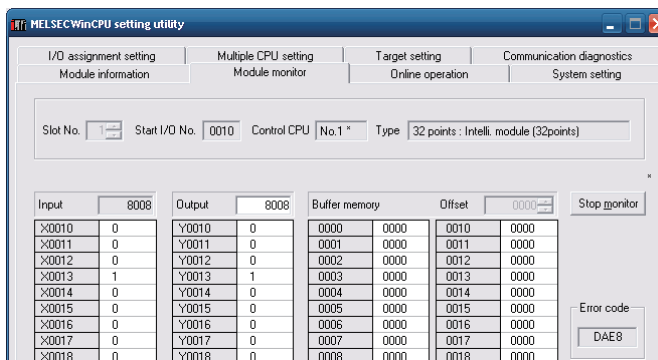 MELSECWinCPU setting utility
I/O assignment setting Multiple CPU setting Target setting Communication diagnostics
Module information Module monitor Online operation System setting
Slot No. 1 Start I/O No. 0010 Control CPU No.1 * Type 32 points : Intelli. module (32points)
*
Input 8008 Output 8008 Buffer memory Offset 0000 Stop monitor
X0010 0 Y0010 0 0000 0000 0010 0000
X0011 0 Y0011 0 0001 0000 0011 0000
X0012 0 Y0012 0 0002 0000 0012 0000
X0013 1 Y0013 1 0003 0000 0013 0000
X0014 0 Y0014 0 0004 0000 0014 0000
X0015 0 Y0015 0 0005 0000 0015 0000 Error code
X0016 0 Y0016 0 0006 0000 0016 0000
X0017 0 Y0017 0 0007 0000 0017 0000 DAE8
X0018 0 Y0018 0 0008 0000 0018 0000